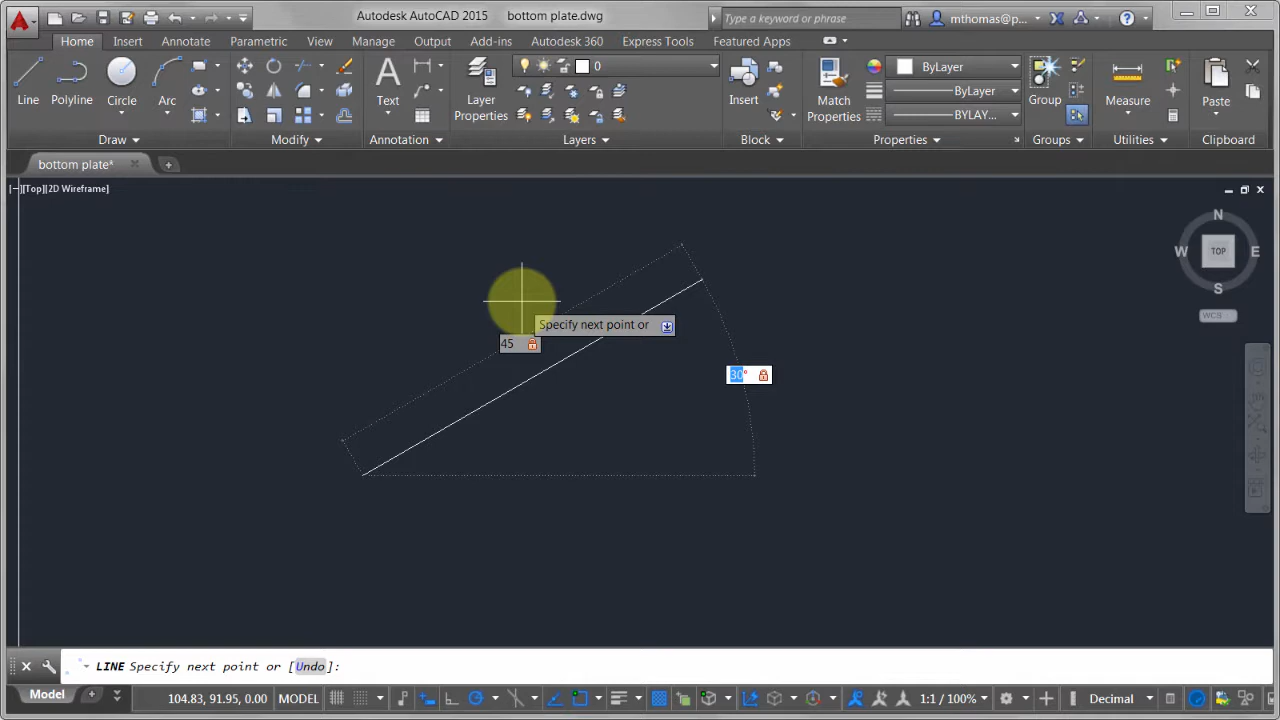 Autodesk AutoCAD 2015 bottom plate.dwg
Type a keyword or phrase
mthomas@p...
Home Insert Annotate Parametric View Manage Output Add-ins Autodesk 360 Express Tools Featured Apps
Line Polyline Circle Arc
Text
Layer Properties
0
Insert
Match Properties
ByLayer
ByLayer
BYLAY...
Group
Measure
Paste
Draw Modify Annotation Layers Block Properties Groups Utilities Clipboard
bottom plate*
[–][Top][2D Wireframe]
N
W TOP E
S
WCS
Specify next point or
45
30°
LINE Specify next point or [Undo]:
Model
104.83, 91.95, 0.00 MODEL
1:1 / 100%
Decimal